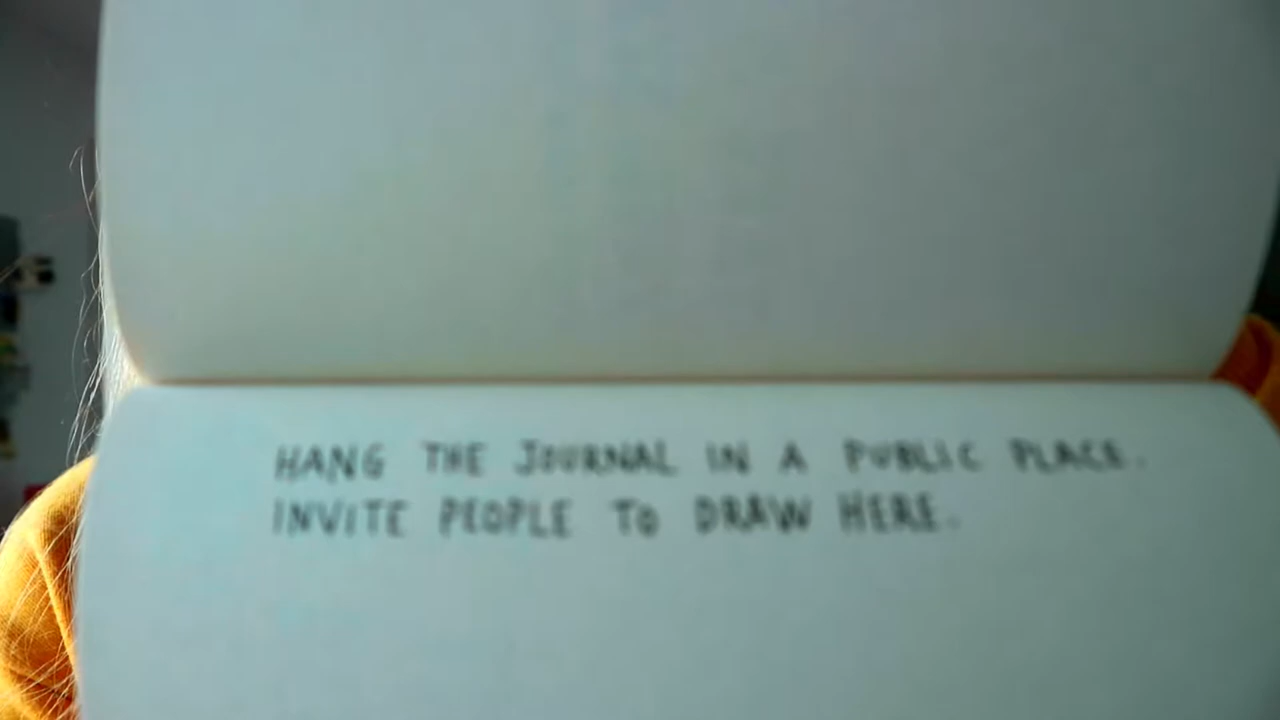 HANG THE JOURNAL IN A PUBLIC PLACE.
INVITE PEOPLE TO DRAW HERE.